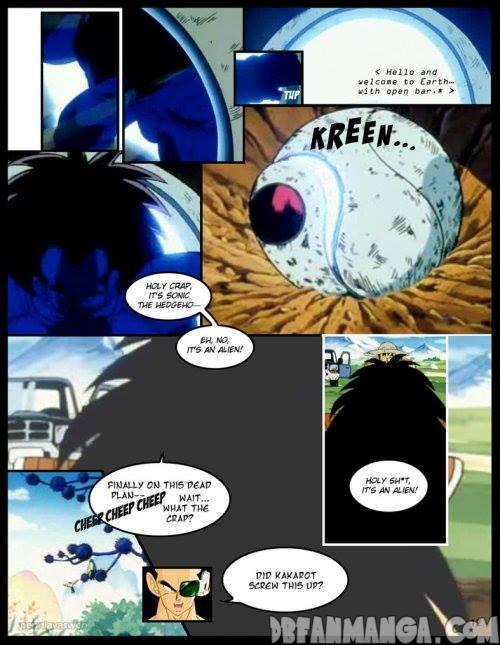 < Hello and
welcome to Earth...
with open bar.* >
TUP
KREEN...
HOLY CRAP,
IT'S SONIC
THE HEDGEHO—
EH, NO,
IT'S AN ALIEN!
HOLY SH*T,
IT'S AN ALIEN!
FINALLY ON THIS DEAD
PLAN-- WAIT...
WHAT THE
CRAP?
CHEEP CHEEP CHEEP
DID KAKAROT
SCREW THIS UP?
DBFANMANGA.COM